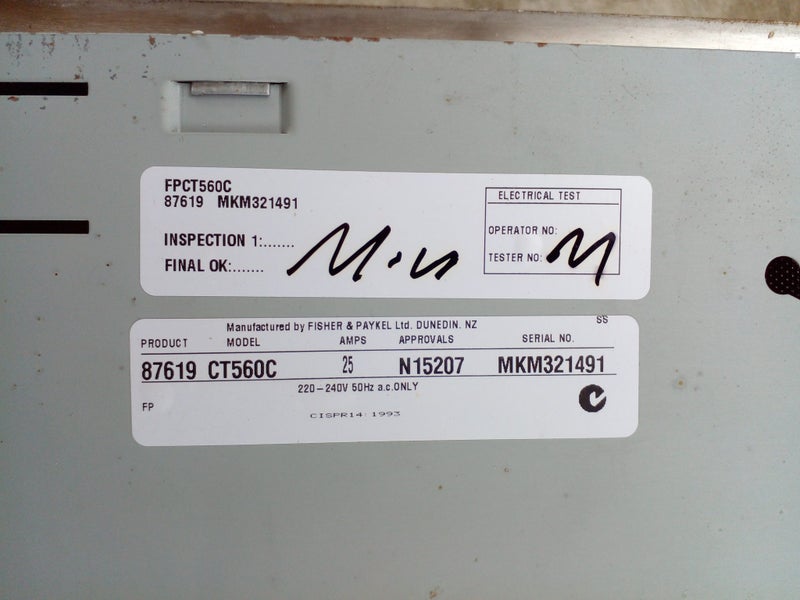 FPCT560C
87619 MKM321491
INSPECTION 1:.......
FINAL OK:.......
ELECTRICAL TEST
OPERATOR NO:
TESTER NO: M
Manufactured by FISHER & PAYKEL Ltd. DUNEDIN. NZ
SS
PRODUCT MODEL AMPS APPROVALS SERIAL NO.
87619 CT560C 25 N15207 MKM321491
220-240V 50Hz a.c.ONLY
FP
CISPR14:1993